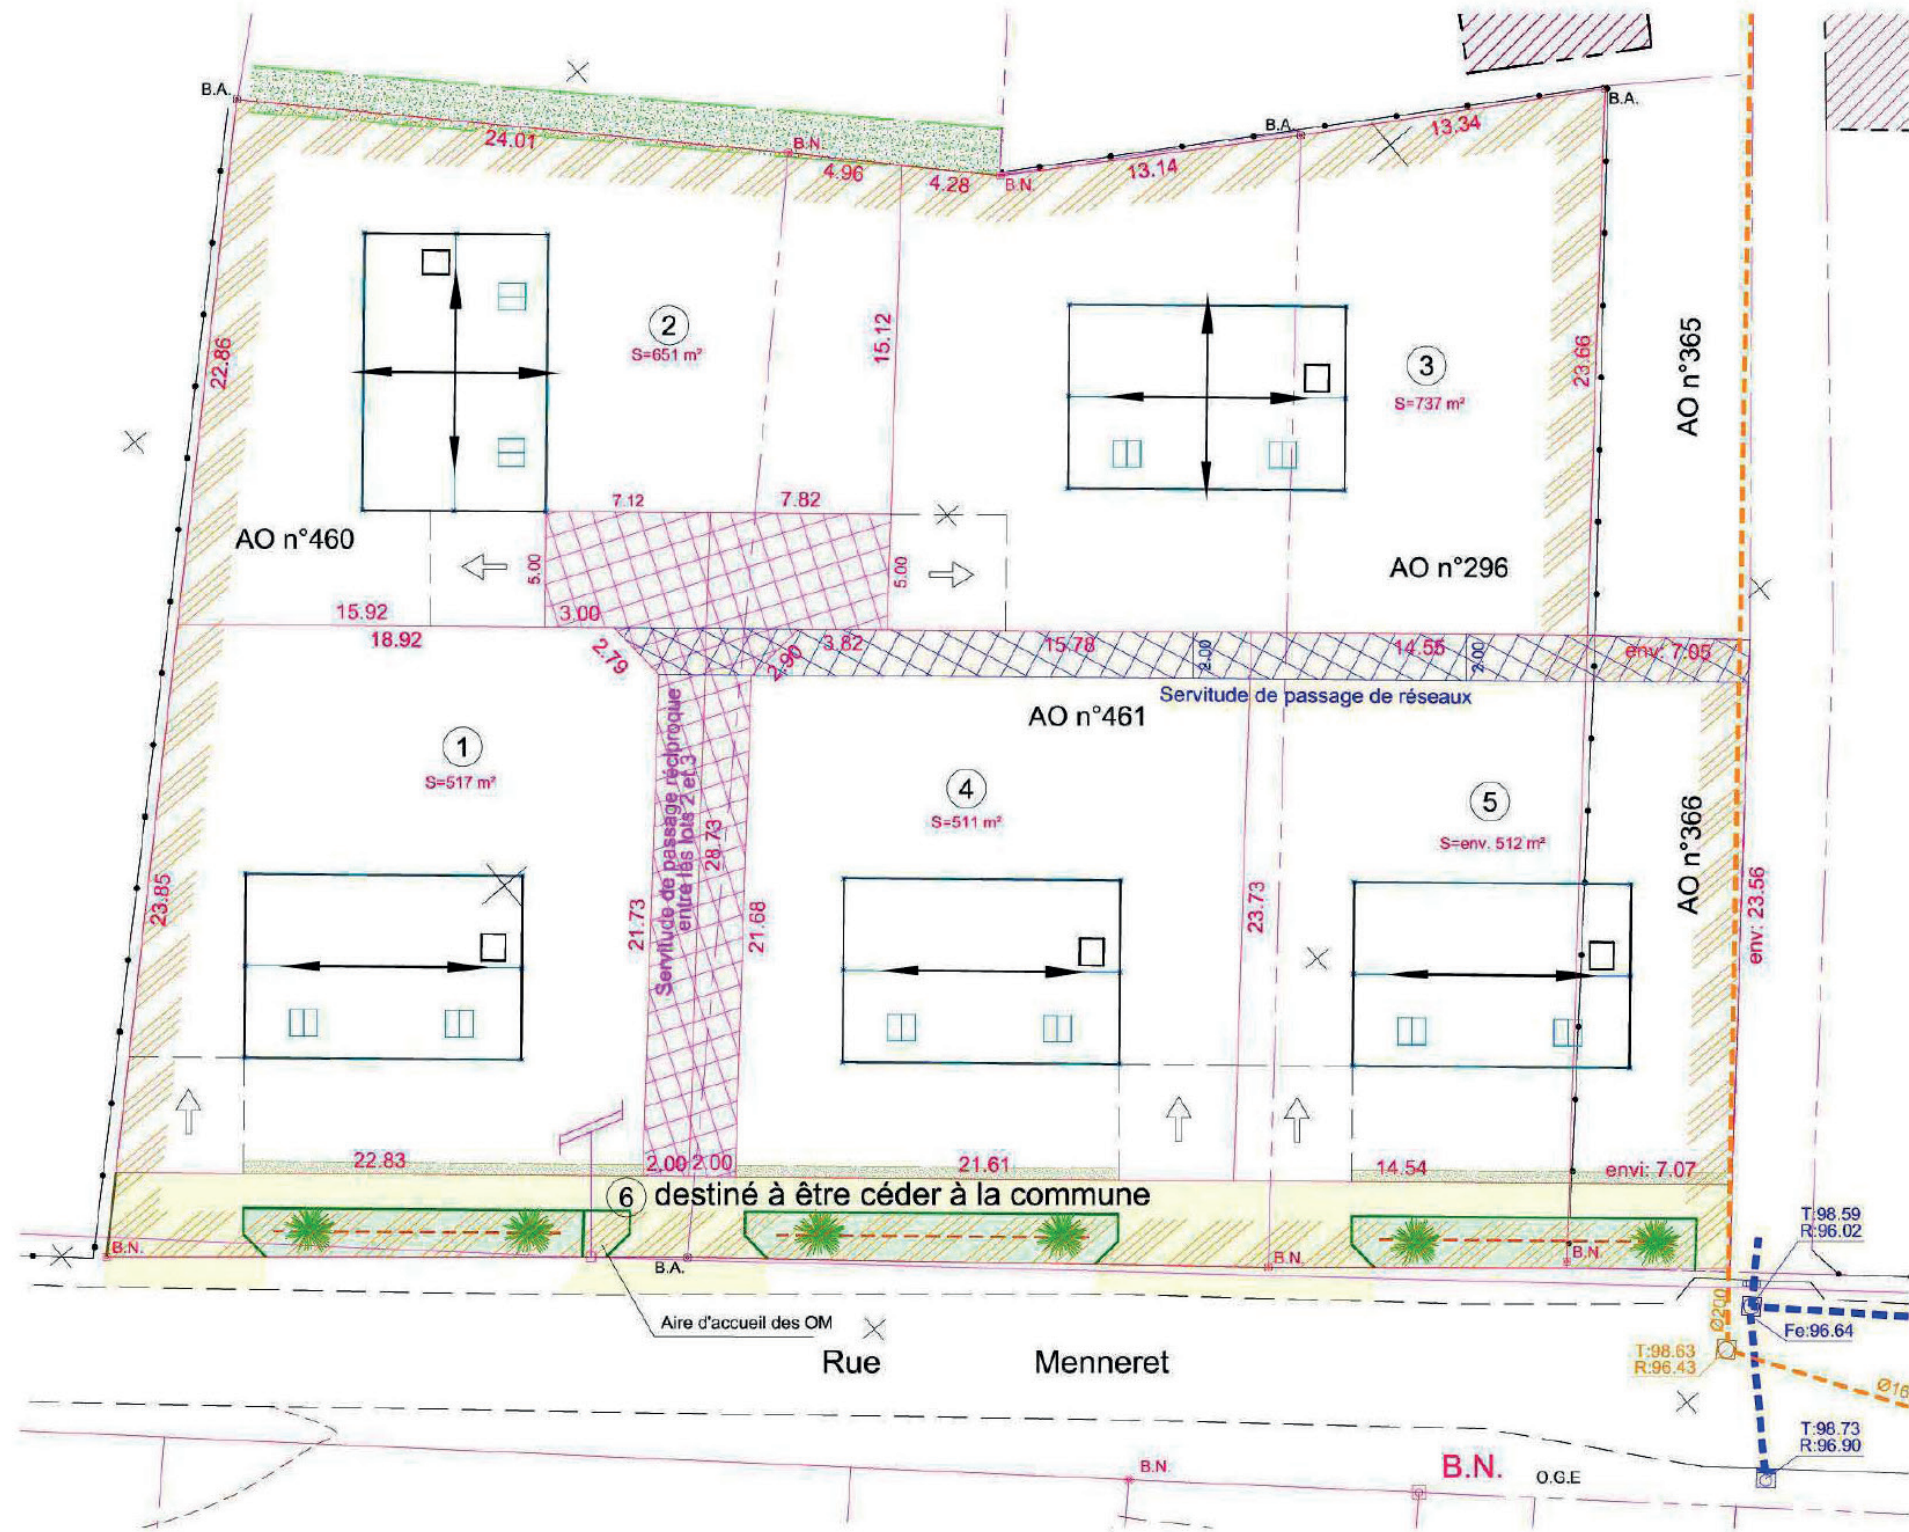 B.A.
24.01
B.N.
4.96
4.28
B.N.
13.14
B.A.
13.34
B.A.
22.86
2
S=651 m²
15.12
3
S=737 m²
23.66
AO n°365
7.12
7.82
AO n°460
5.00
5.00
AO n°296
15.92
3.00
18.92
2.79
2.90
3.82
15.78
2.00
14.55
2.00
env: 7.05
Servitude de passage de réseaux
AO n°461
1
S=517 m²
Servitude de passage réciproque
entre les lots 2 et 3
28.73
4
S=511 m²
5
S=env. 512 m²
AO n°366
23.85
21.73
21.68
23.73
env: 23.56
22.83
2.00
2.00
21.61
14.54
envi: 7.07
6 destiné à être céder à la commune
B.N.
B.A.
B.N.
B.N.
T:98.59
R:96.02
Aire d'accueil des OM
Ø200
Fe:96.64
Rue Menneret
T:98.63
R:96.43
Ø16
T:98.73
R:96.90
B.N.
B.N.
O.G.E